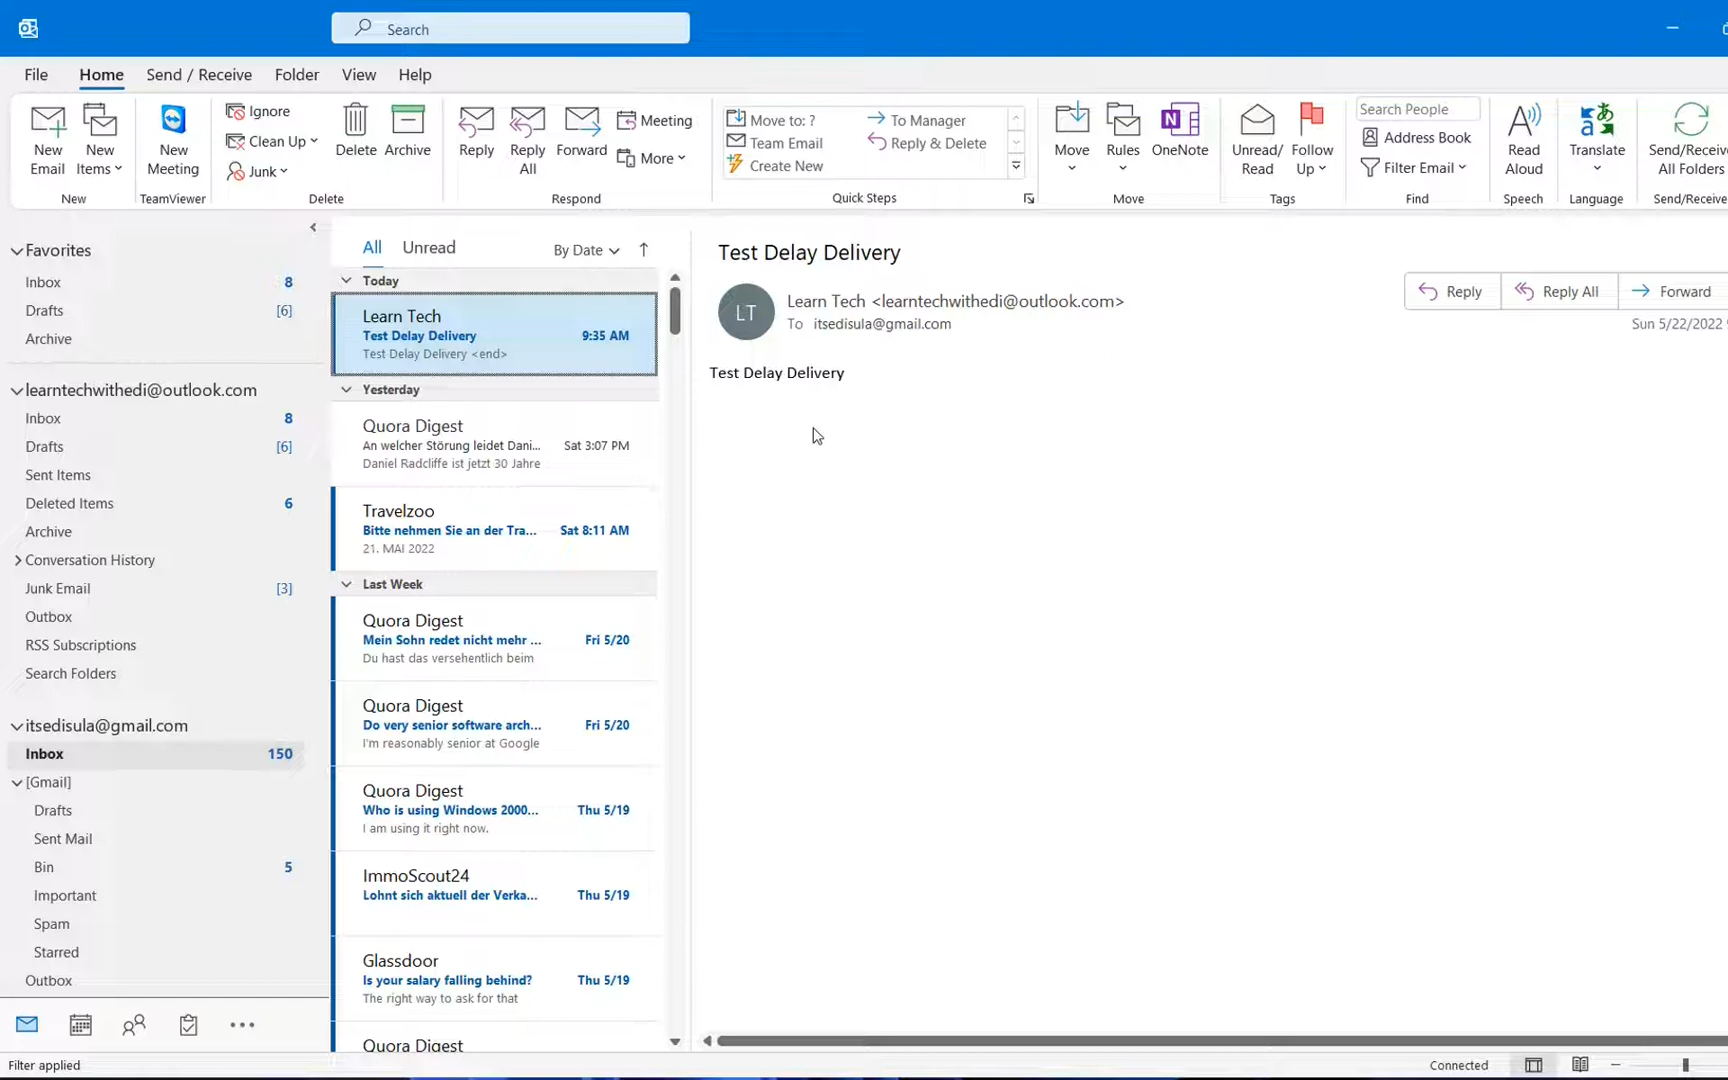 Search
File Home Send / Receive Folder View Help
New Email
New Items
New
New Meeting
TeamViewer
Ignore
Clean Up
Junk
Delete
Archive
Delete
Reply
Reply All
Forward
Meeting
More
Respond
Move to: ?
Team Email
Create New
To Manager
Reply & Delete
Quick Steps
Move
Rules
OneNote
Move
Unread/ Read
Follow Up
Tags
Search People
Address Book
Filter Email
Find
Read Aloud
Speech
Translate
Language
Send/Receive
All Folders
Send/Receive
Favorites
Inbox 8
Drafts [6]
Archive
learntechwithedi@outlook.com
Inbox 8
Drafts [6]
Sent Items
Deleted Items 6
Archive
Conversation History
Junk Email [3]
Outbox
RSS Subscriptions
Search Folders
itsedisula@gmail.com
Inbox 150
[Gmail]
Drafts
Sent Mail
Bin 5
Important
Spam
Starred
Outbox
All Unread By Date
Today
Learn Tech
Test Delay Delivery 9:35 AM
Test Delay Delivery <end>
Yesterday
Quora Digest
An welcher Störung leidet Dani... Sat 3:07 PM
Daniel Radcliffe ist jetzt 30 Jahre
Travelzoo
Bitte nehmen Sie an der Tra... Sat 8:11 AM
21. MAI 2022
Last Week
Quora Digest
Mein Sohn redet nicht mehr ... Fri 5/20
Du hast das versehentlich beim
Quora Digest
Do very senior software arch... Fri 5/20
I'm reasonably senior at Google
Quora Digest
Who is using Windows 2000... Thu 5/19
I am using it right now.
ImmoScout24
Lohnt sich aktuell der Verka... Thu 5/19
Glassdoor
Is your salary falling behind? Thu 5/19
The right way to ask for that
Quora Digest
Test Delay Delivery
LT
Learn Tech <learntechwithedi@outlook.com>
To itsedisula@gmail.com
Reply Reply All Forward
Sun 5/22/2022
Test Delay Delivery
Filter applied
Connected